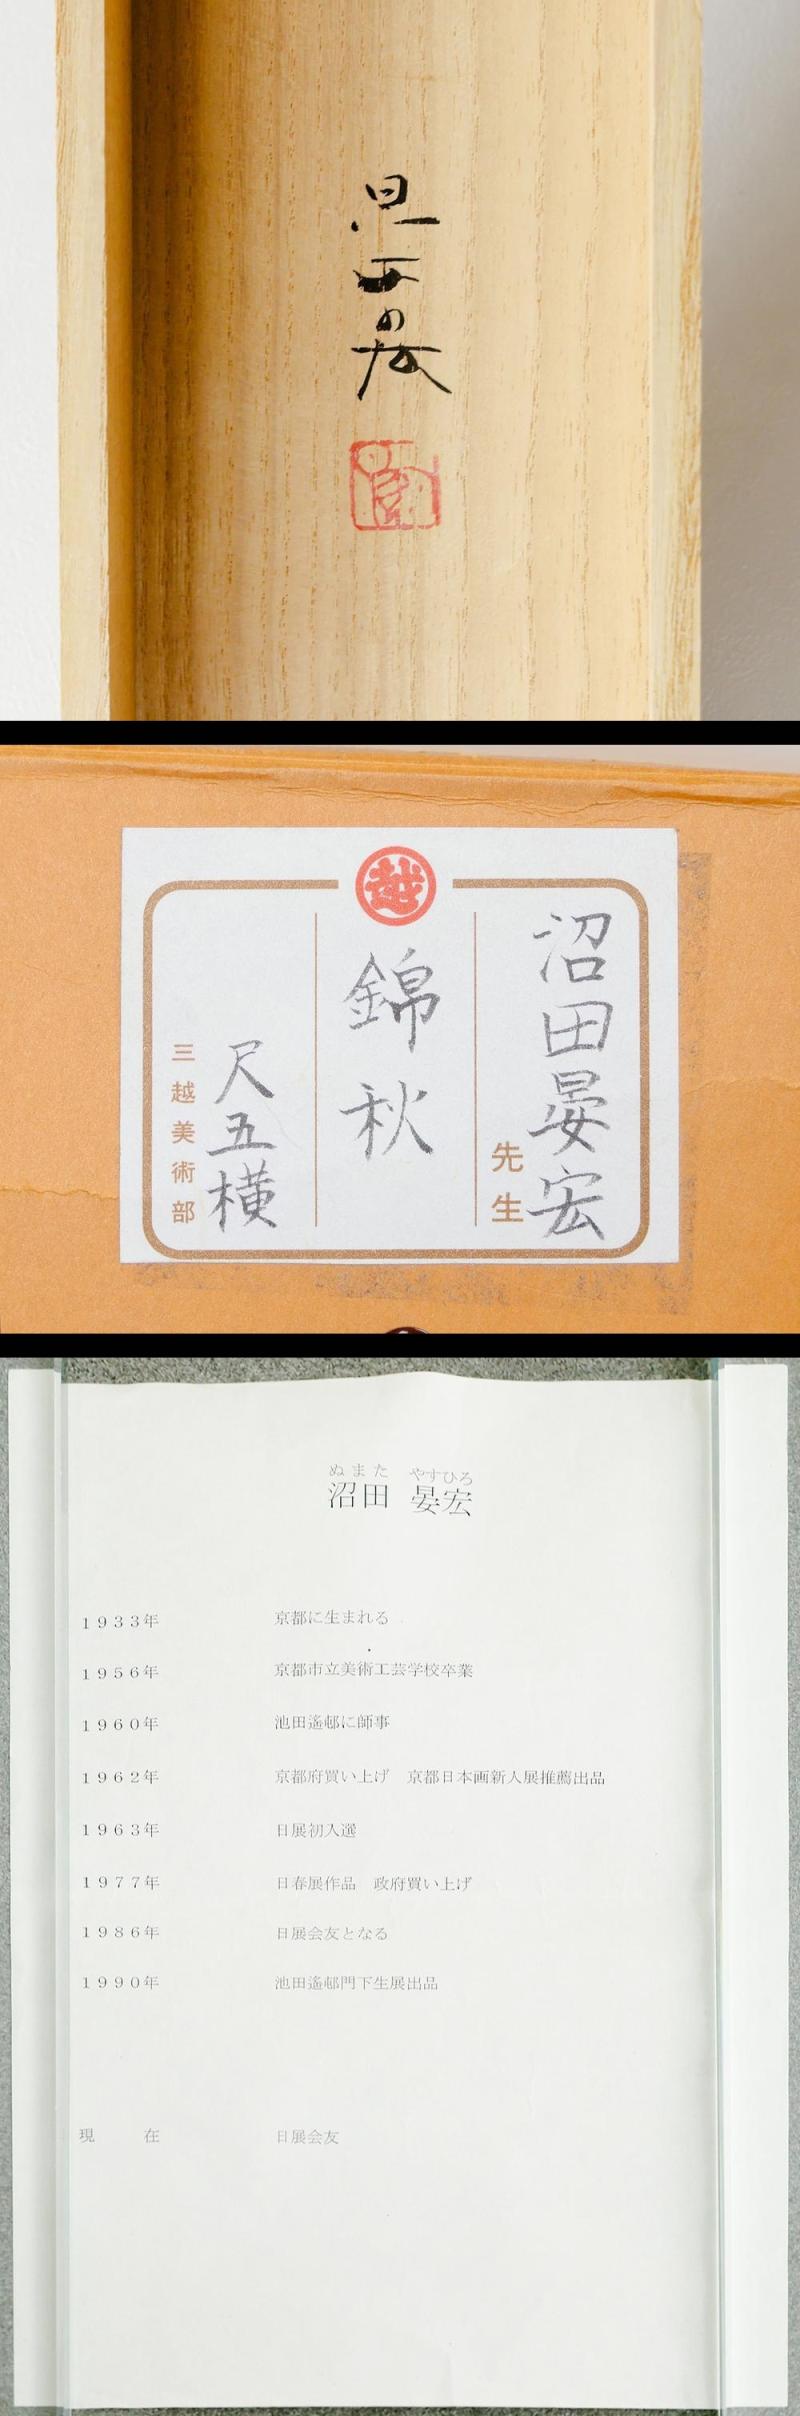 晏宏
越
沼田晏宏
先生
錦秋
尺五横
三越美術部
ぬまた　やすひろ
沼田　晏宏
１９３３年　京都に生まれる
１９５６年　京都市立美術工芸学校卒業
１９６０年　池田遙邨に師事
１９６２年　京都府買い上げ　京都日本画新人展推薦出品
１９６３年　日展初入選
１９７７年　日春展作品　政府買い上げ
１９８６年　日展会友となる
１９９０年　池田遙邨門下生展出品
現　在　日展会友